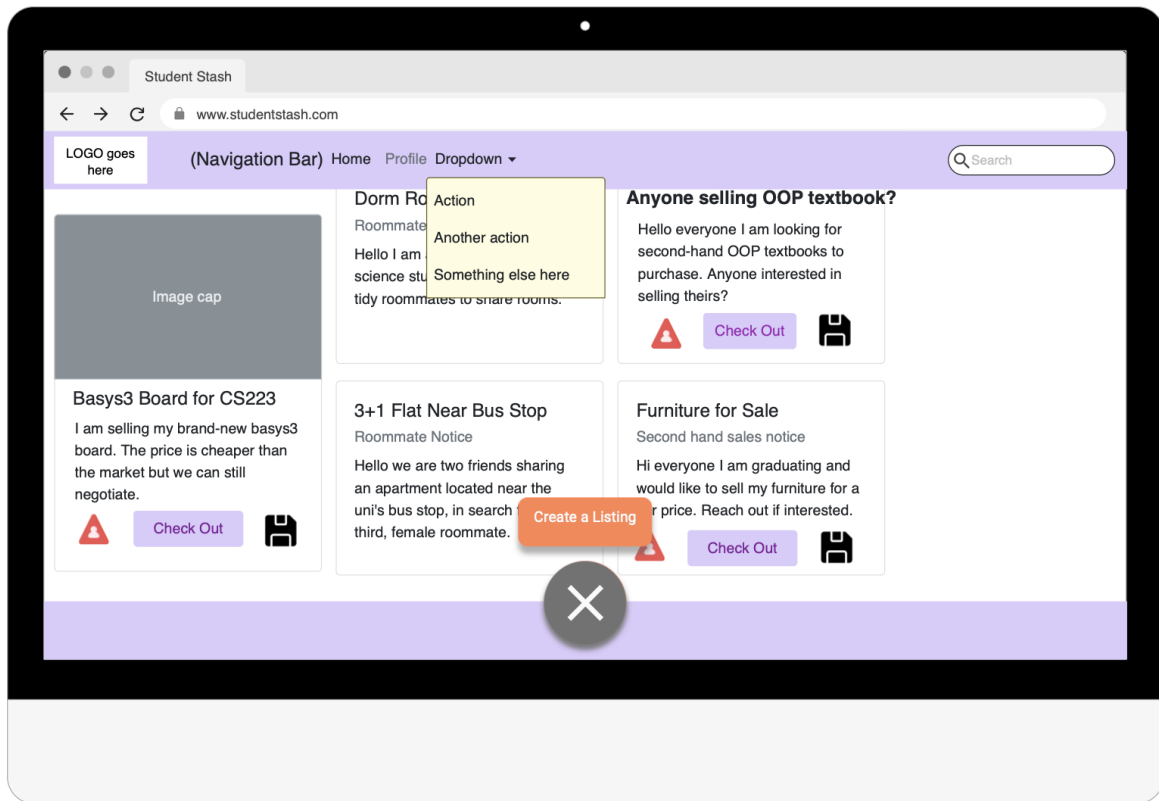 Student Stash
www.studentstash.com
LOGO goes
here
(Navigation Bar) Home Profile Dropdown
Search
Action
Another action
Something else here
Image cap
Basys3 Board for CS223
I am selling my brand-new basys3
board. The price is cheaper than
the market but we can still
negotiate.
Check Out
Dorm
Roommate
Hello I am
science
tidy roommates to share rooms.
3+1 Flat Near Bus Stop
Roommate Notice
Hello we are two friends sharing
an apartment located near the
uni's bus stop, in search
third, female roommate.
Anyone selling OOP textbook?
Hello everyone I am looking for
second-hand OOP textbooks to
purchase. Anyone interested in
selling theirs?
Check Out
Furniture for Sale
Second hand sales notice
Hi everyone I am graduating and
would like to sell my furniture for a
price. Reach out if interested.
Check Out
Create a Listing